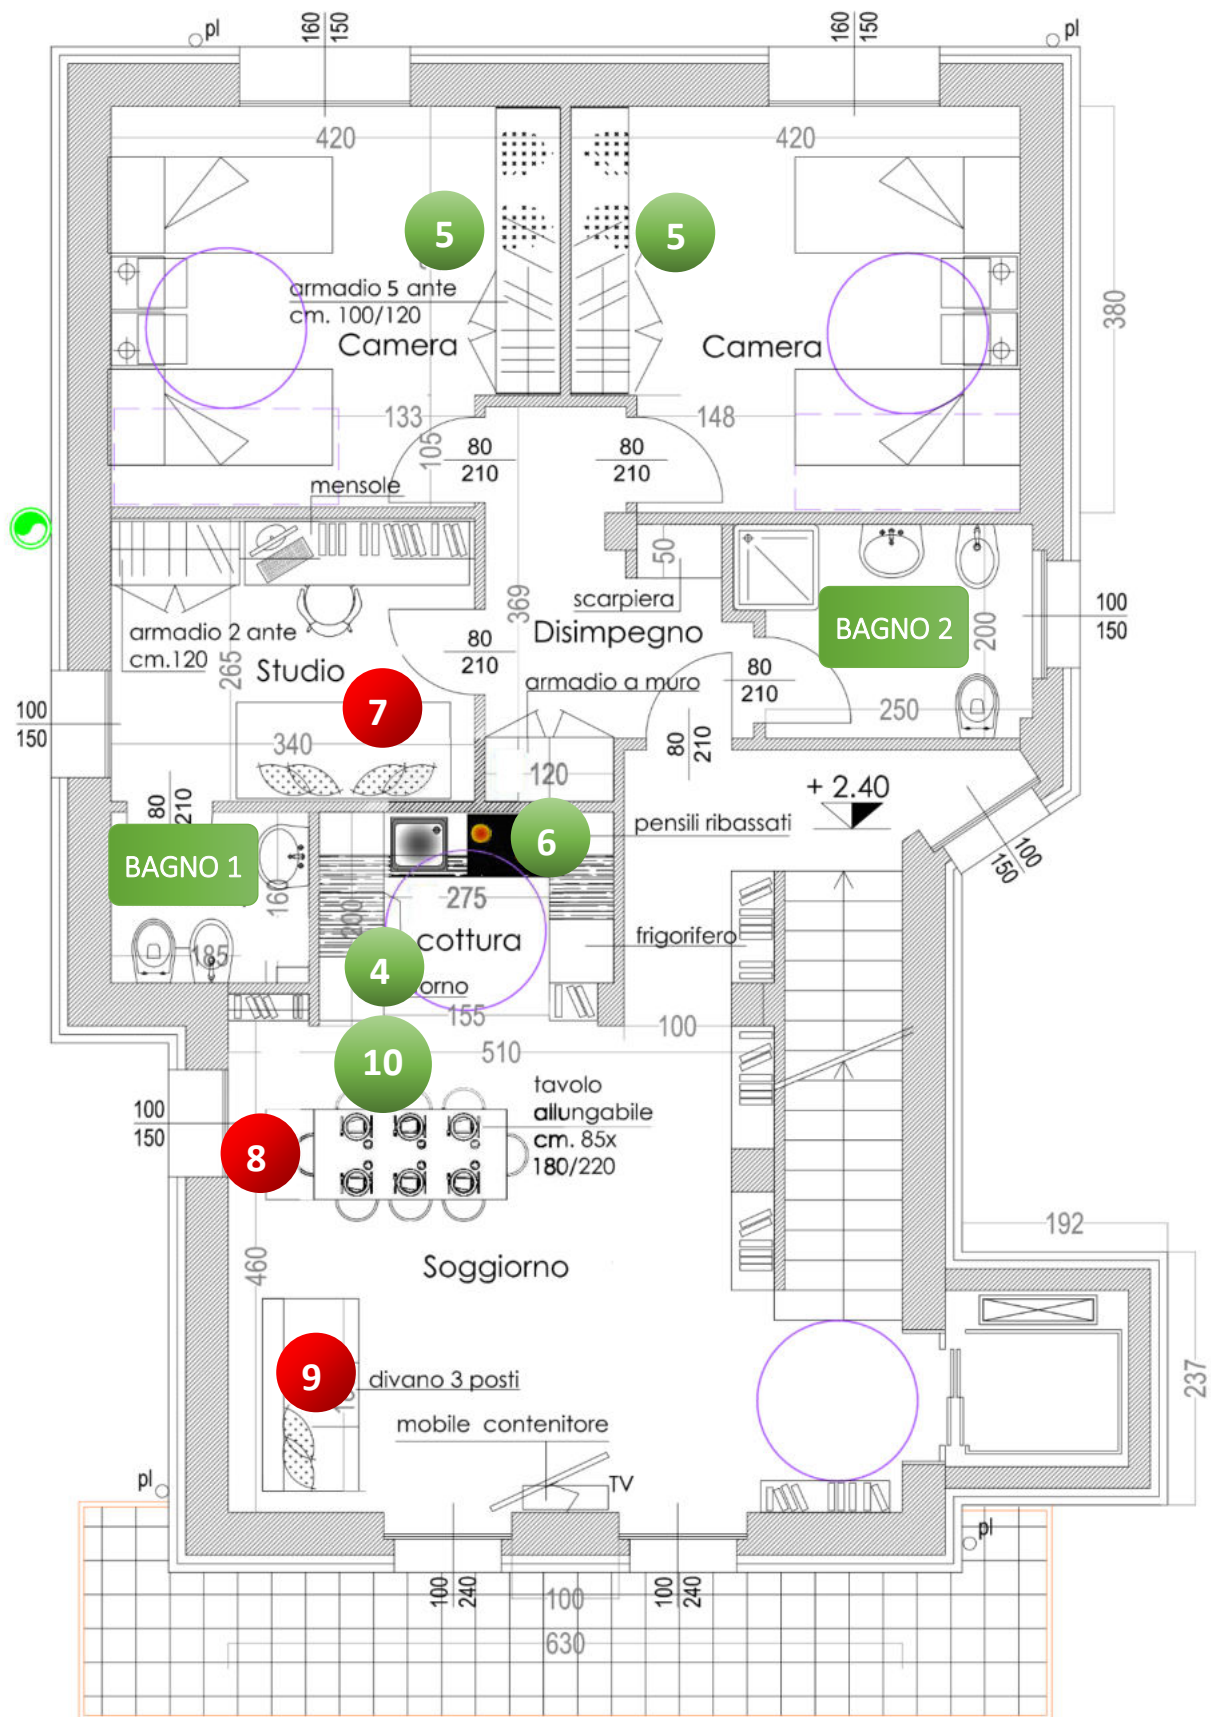 pl
160
150
160
150
pl
420
420
5
5
armadio 5 ante
cm. 100/120
Camera
Camera
380
133
148
105
80
210
80
210
mensole
50
369
scarpiera
BAGNO 2
200
100
150
armadio 2 ante
cm.120
265
Studio
Disimpegno
80
210
80
210
armadio a muro
7
100
150
340
250
80
210
120
+ 2.40
80
210
6
pensili ribassati
BAGNO 1
100
150
160
275
200
185
cottura
frigorifero
4
orno
155
100
10
510
tavolo
allungabile
cm. 85x
180/220
100
150
8
460
Soggiorno
192
9
divano 3 posti
237
mobile contenitore
TV
pl
pl
100
240
100
100
240
630